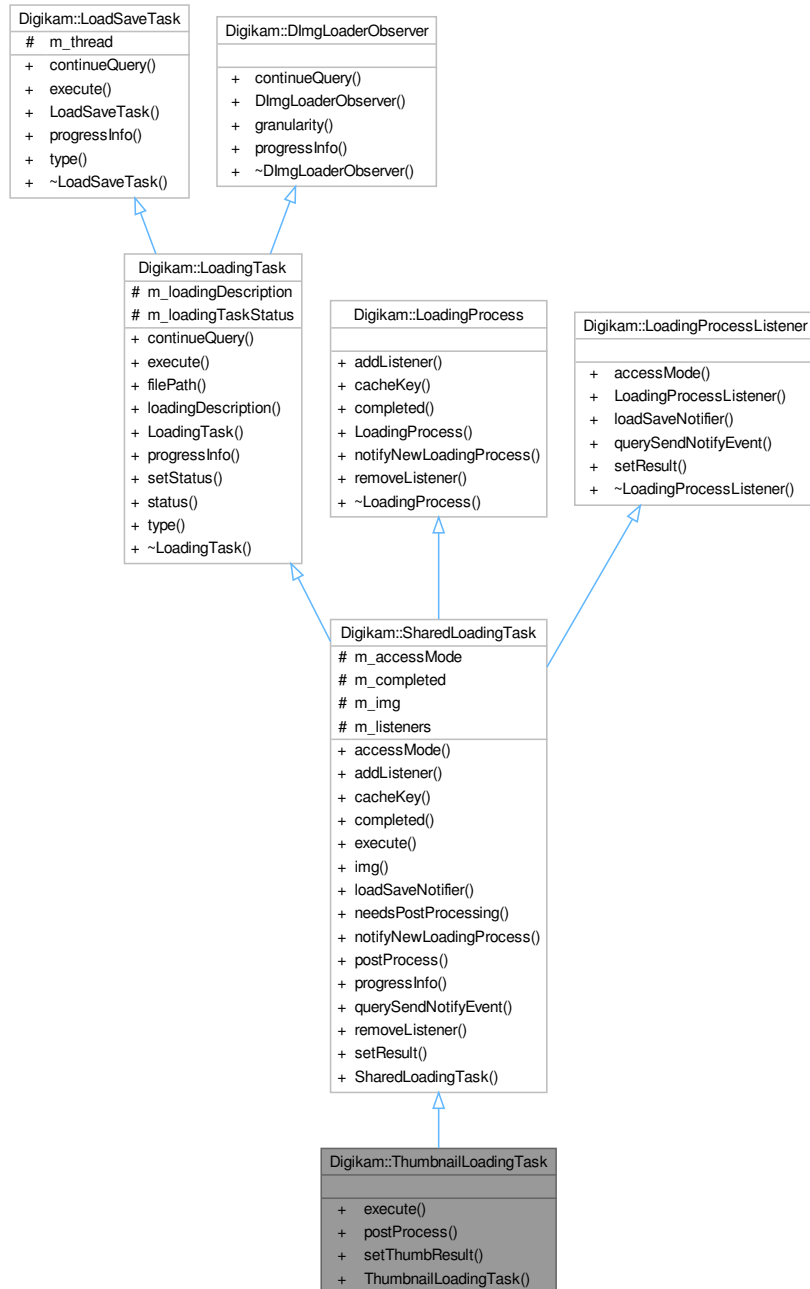 Digikam::LoadSaveTask
# m_thread
+ continueQuery()
+ execute()
+ LoadSaveTask()
+ progressInfo()
+ type()
+ ~LoadSaveTask()
Digikam::DImgLoaderObserver
+ continueQuery()
+ DImgLoaderObserver()
+ granularity()
+ progressInfo()
+ ~DImgLoaderObserver()
Digikam::LoadingTask
# m_loadingDescription
# m_loadingTaskStatus
+ continueQuery()
+ execute()
+ filePath()
+ loadingDescription()
+ LoadingTask()
+ progressInfo()
+ setStatus()
+ status()
+ type()
+ ~LoadingTask()
Digikam::LoadingProcess
+ addListener()
+ cacheKey()
+ completed()
+ LoadingProcess()
+ notifyNewLoadingProcess()
+ removeListener()
+ ~LoadingProcess()
Digikam::LoadingProcessListener
+ accessMode()
+ LoadingProcessListener()
+ loadSaveNotifier()
+ querySendNotifyEvent()
+ setResult()
+ ~LoadingProcessListener()
Digikam::SharedLoadingTask
# m_accessMode
# m_completed
# m_img
# m_listeners
+ accessMode()
+ addListener()
+ cacheKey()
+ completed()
+ execute()
+ img()
+ loadSaveNotifier()
+ needsPostProcessing()
+ notifyNewLoadingProcess()
+ postProcess()
+ progressInfo()
+ querySendNotifyEvent()
+ removeListener()
+ setResult()
+ SharedLoadingTask()
Digikam::ThumbnailLoadingTask
+ execute()
+ postProcess()
+ setThumbResult()
+ ThumbnailLoadingTask()